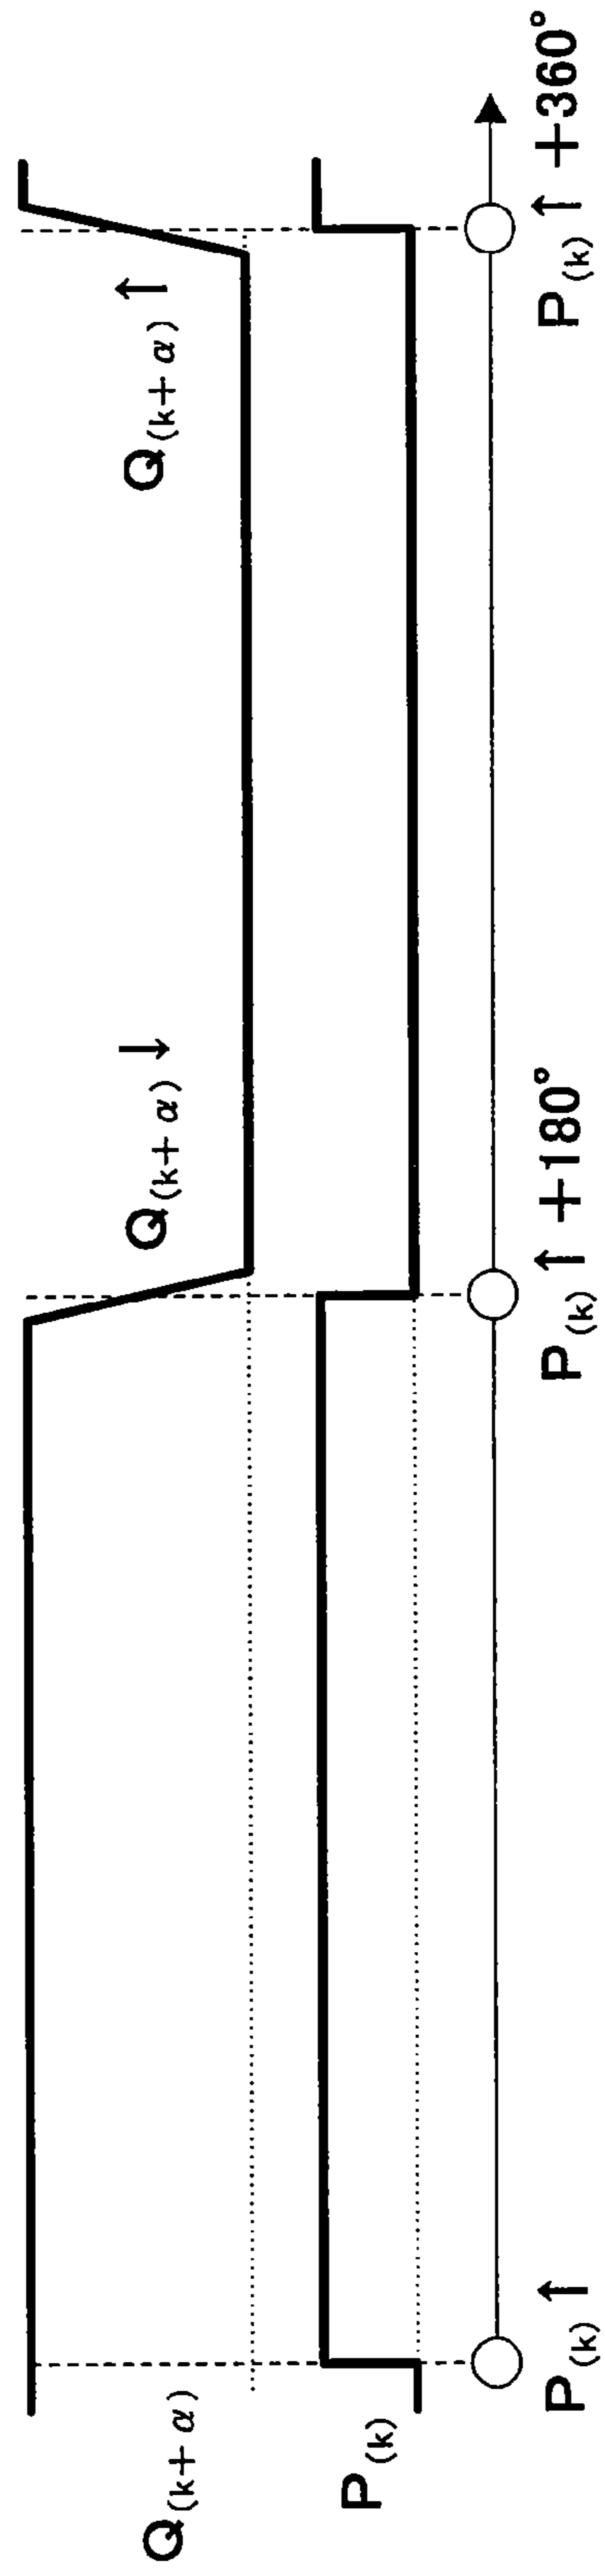 Q(k+α)
Q(k+α) ↓
Q(k+α) ↑
P(k)
P(k) ↑
P(k) ↑ +180°
P(k) ↑ +360°